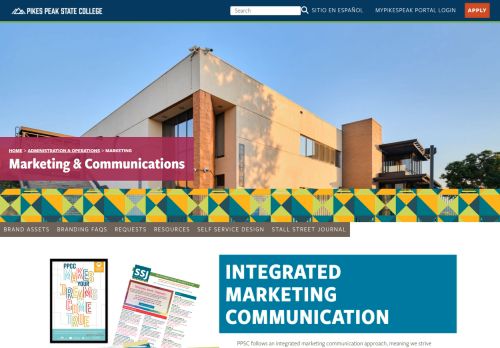 PIKES PEAK STATE COLLEGE
Search
SITIO EN ESPAÑOL
MYPIKESPEAK PORTAL LOGIN
APPLY
HOME > ADMINISTRATION & OPERATIONS > MARKETING
Marketing & Communications
BRAND ASSETS BRANDING FAQS REQUESTS RESOURCES SELF SERVICE DESIGN STALL STREET JOURNAL
PPCC
MAKES
YOUR
DREAMS
COME
TRUE
SSJ
INTEGRATED
MARKETING
COMMUNICATION
PPSC follows an integrated marketing communication approach, meaning we strive